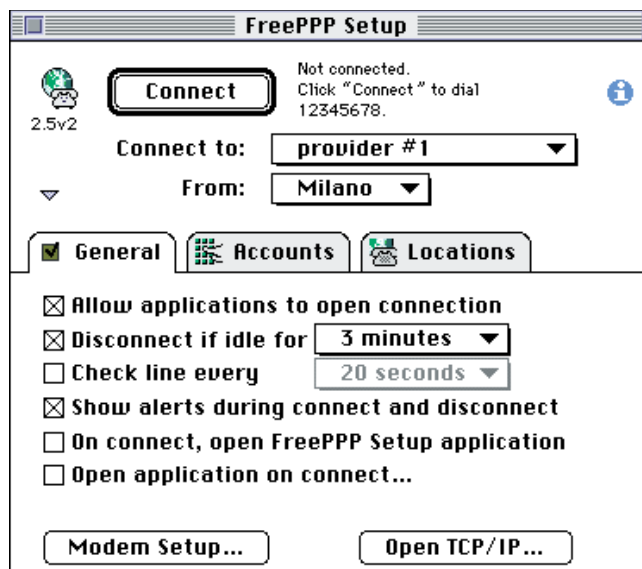 FreePPP Setup
Connect
Not connected.
Click "Connect" to dial
12345678.
2.5v2
Connect to: provider #1
From: Milano
General Accounts Locations
Allow applications to open connection
Disconnect if idle for 3 minutes
Check line every 20 seconds
Show alerts during connect and disconnect
On connect, open FreePPP Setup application
Open application on connect...
Modem Setup... Open TCP/IP...